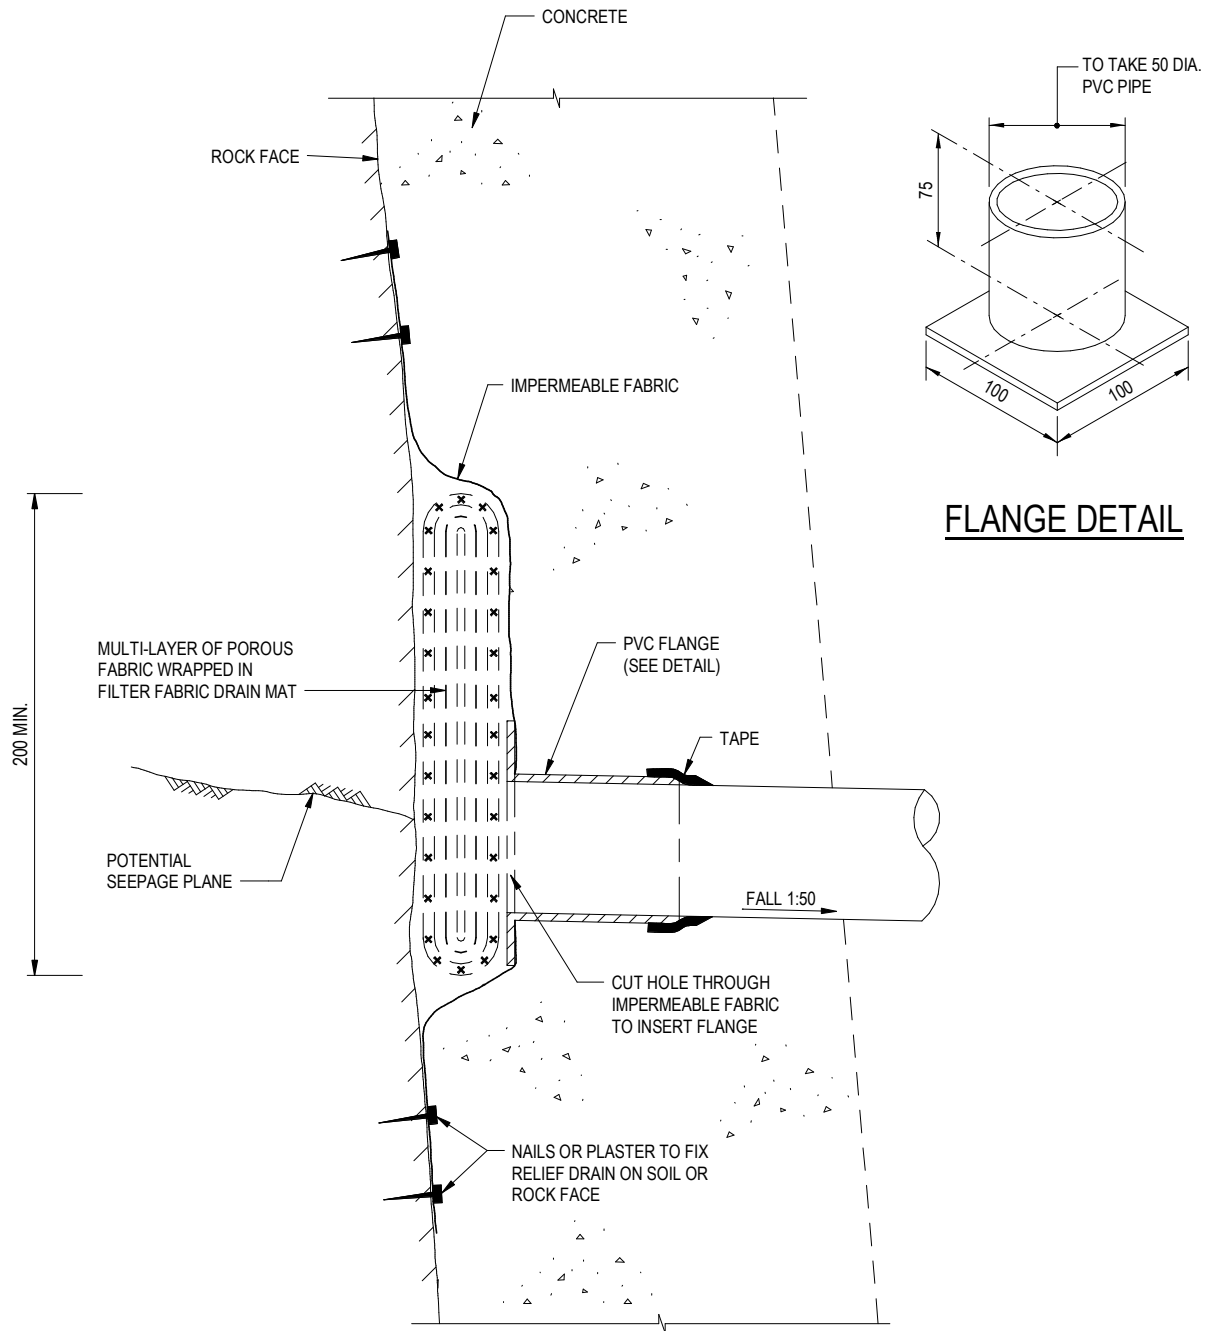 CONCRETE
TO TAKE 50 DIA.
PVC PIPE
ROCK FACE
75
100
100
IMPERMEABLE FABRIC
FLANGE DETAIL
MULTI-LAYER OF POROUS
FABRIC WRAPPED IN
FILTER FABRIC DRAIN MAT
PVC FLANGE
(SEE DETAIL)
200 MIN.
TAPE
POTENTIAL
SEEPAGE PLANE
FALL 1:50
CUT HOLE THROUGH
IMPERMEABLE FABRIC
TO INSERT FLANGE
NAILS OR PLASTER TO FIX
RELIEF DRAIN ON SOIL OR
ROCK FACE